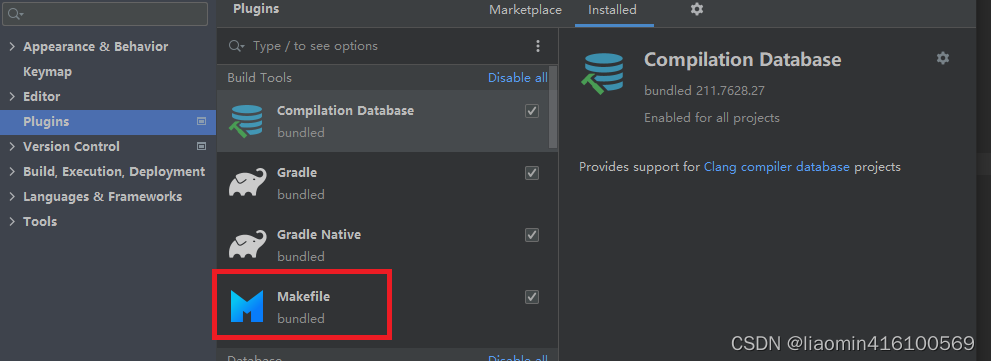 Plugins
Marketplace
Installed
Appearance & Behavior
Keymap
Editor
Plugins
Version Control
Build, Execution, Deployment
Languages & Frameworks
Tools
Type / to see options
Build Tools
Disable all
Compilation Database
bundled
Gradle
bundled
Gradle Native
bundled
Makefile
bundled
Database
Disable all
Compilation Database
bundled 211.7628.27
Enabled for all projects
Provides support for Clang compiler database projects
CSDN @liaomin416100569